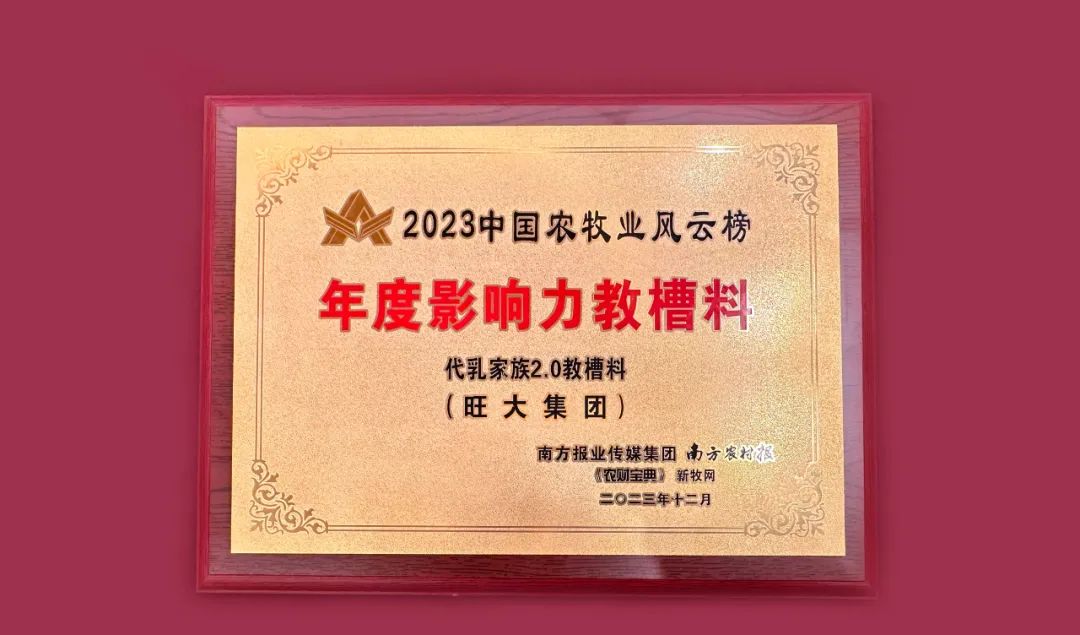 2023中国农牧业风云榜
年度影响力教槽料
代乳家族2.0教槽料
（旺大集团）
南方报业传媒集团 南方农村报
《农财宝典》 新牧网
二〇二三年十二月